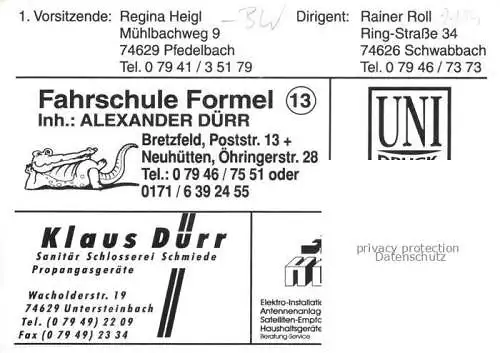 1. Vorsitzende: Regina Heigl
Mühlbachweg 9
74629 Pfedelbach
Tel. 0 79 41 / 3 51 79
Dirigent: Rainer Roll
Ring-Straße 34
74626 Schwabbach
Tel. 0 79 46 / 73 73
Fahrschule Formel 13
Inh.: ALEXANDER DÜRR
Bretzfeld, Poststr. 13 +
Neuhütten, Öhringerstr. 28
Tel.: 0 79 46 / 75 51 oder
0171 / 6 39 24 55
UNI
Klaus Dürr
Sanitär Schlosserei Schmiede
Propangasgeräte
Wacholderstr. 19
74629 Untersteinbach
Tel. (0 79 49) 22 09
Fax (0 79 49) 23 34
Elektro-Installatio
Antennenanlag
Satelliten-Empfa
Haushaltsgeräte
Beratung-Service
privacy protection
Datenschutz